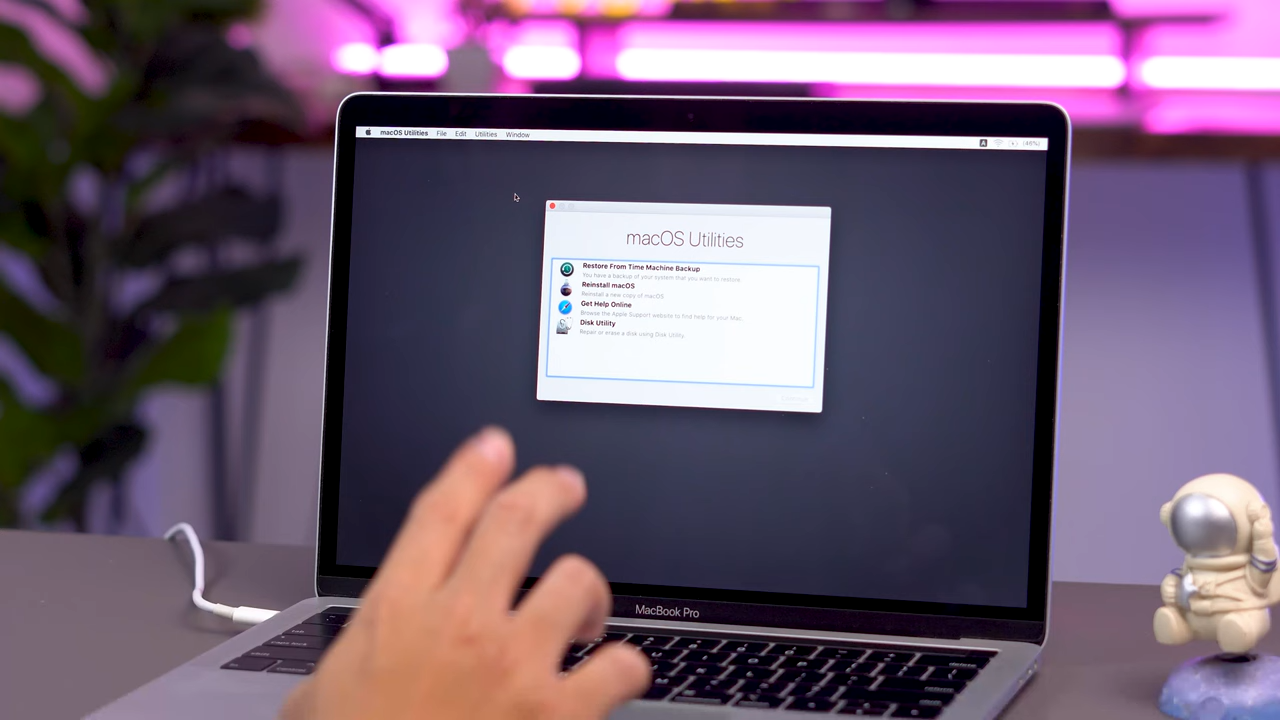 macOS Utilities File Edit Utilities Window
A (46%)
macOS Utilities
Restore From Time Machine Backup
You have a backup of your system that you want to restore.
Reinstall macOS
Reinstall a new copy of macOS
Get Help Online
Browse the Apple Support website to find help for your Mac.
Disk Utility
Repair or erase a disk using Disk Utility.
MacBook Pro